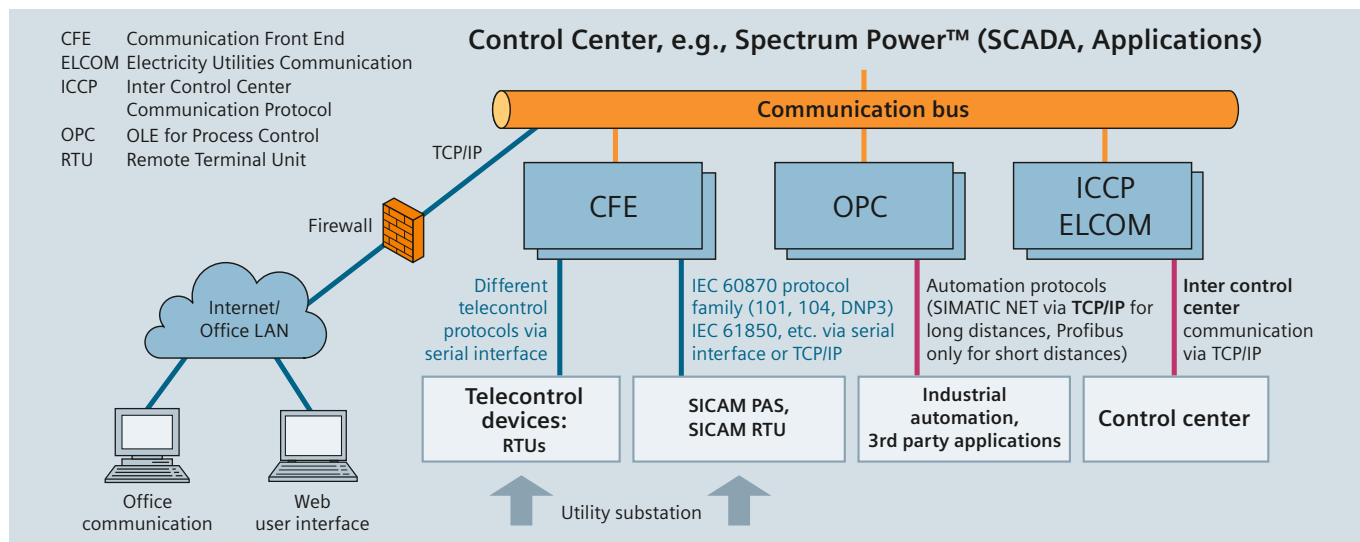 CFE Communication Front End
ELCOM Electricity Utilities Communication
ICCP Inter Control Center
Communication Protocol
OPC OLE for Process Control
RTU Remote Terminal Unit
Control Center, e.g., Spectrum Power™ (SCADA, Applications)
Communication bus
TCP/IP
Firewall
Internet/
Office LAN
Office
communication
Web
user interface
CFE
OPC
ICCP
ELCOM
Different
telecontrol
protocols via
serial interface
IEC 60870 protocol
family (101, 104, DNP3)
IEC 61850, etc. via serial
interface or TCP/IP
Automation protocols
(SIMATIC NET via TCP/IP for
long distances, Profibus
only for short distances)
Inter control
center
communication
via TCP/IP
Telecontrol
devices:
RTUs
SICAM PAS,
SICAM RTU
Industrial
automation,
3rd party applications
Control center
Utility substation